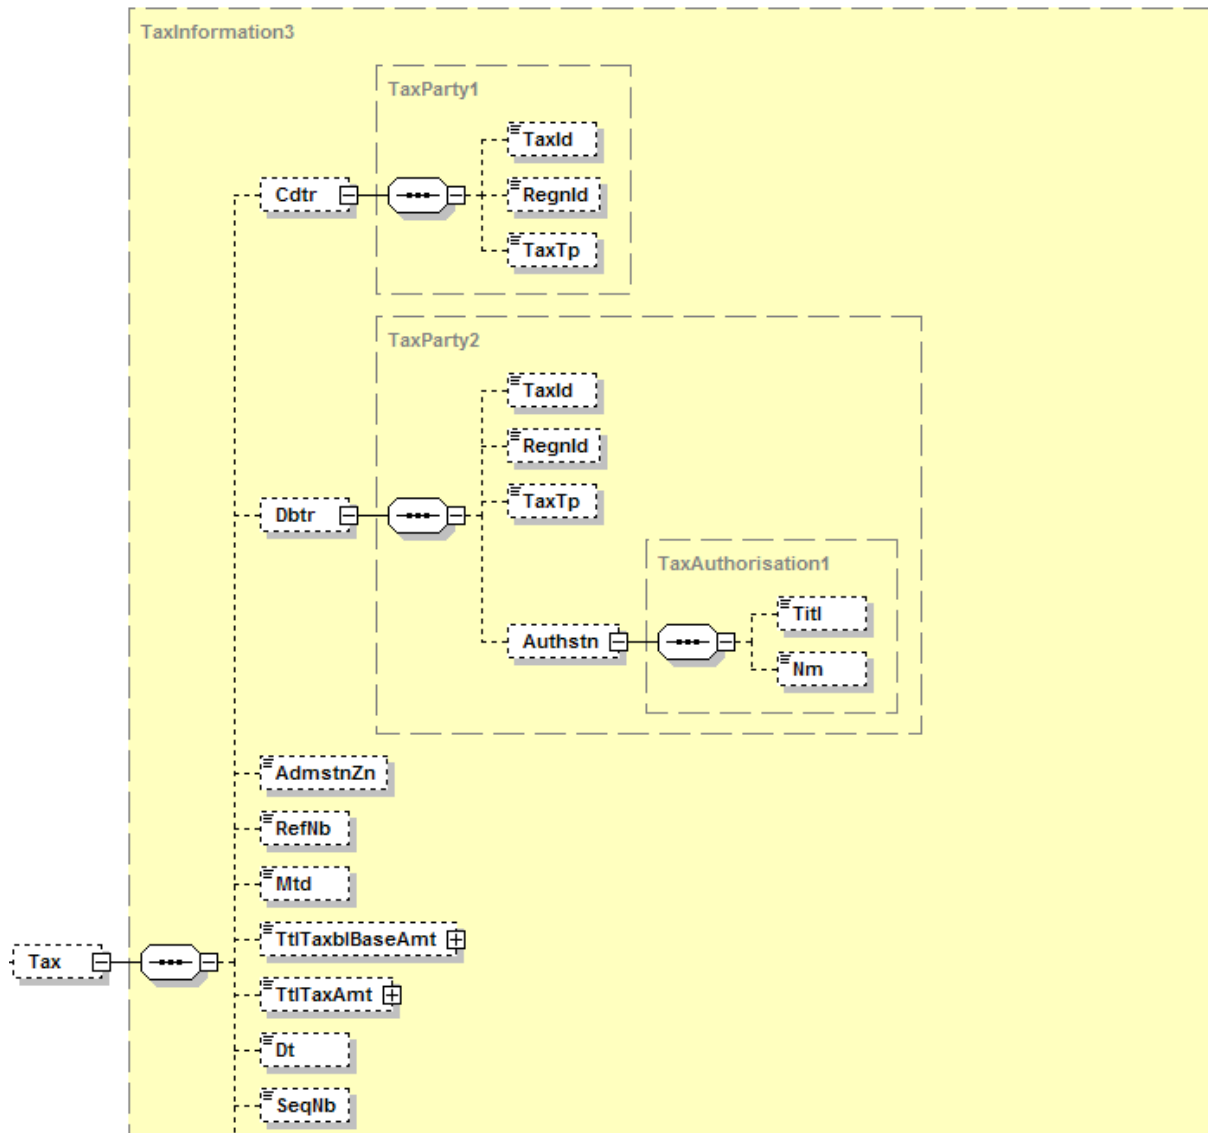 TaxInformation3
TaxParty1
TaxId
Cdtr
RegnId
TaxTp
TaxParty2
TaxId
RegnId
Dbtr
TaxTp
TaxAuthorisation1
Titl
Authstn
Nm
AdmstnZn
RefNb
Mtd
TtlTaxblBaseAmt
Tax
TtlTaxAmt
Dt
SeqNb